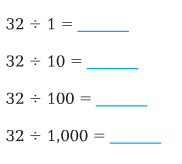 32 ÷ 1 = ______
32 ÷ 10 = ______
32 ÷ 100 = ______
32 ÷ 1,000 = ______